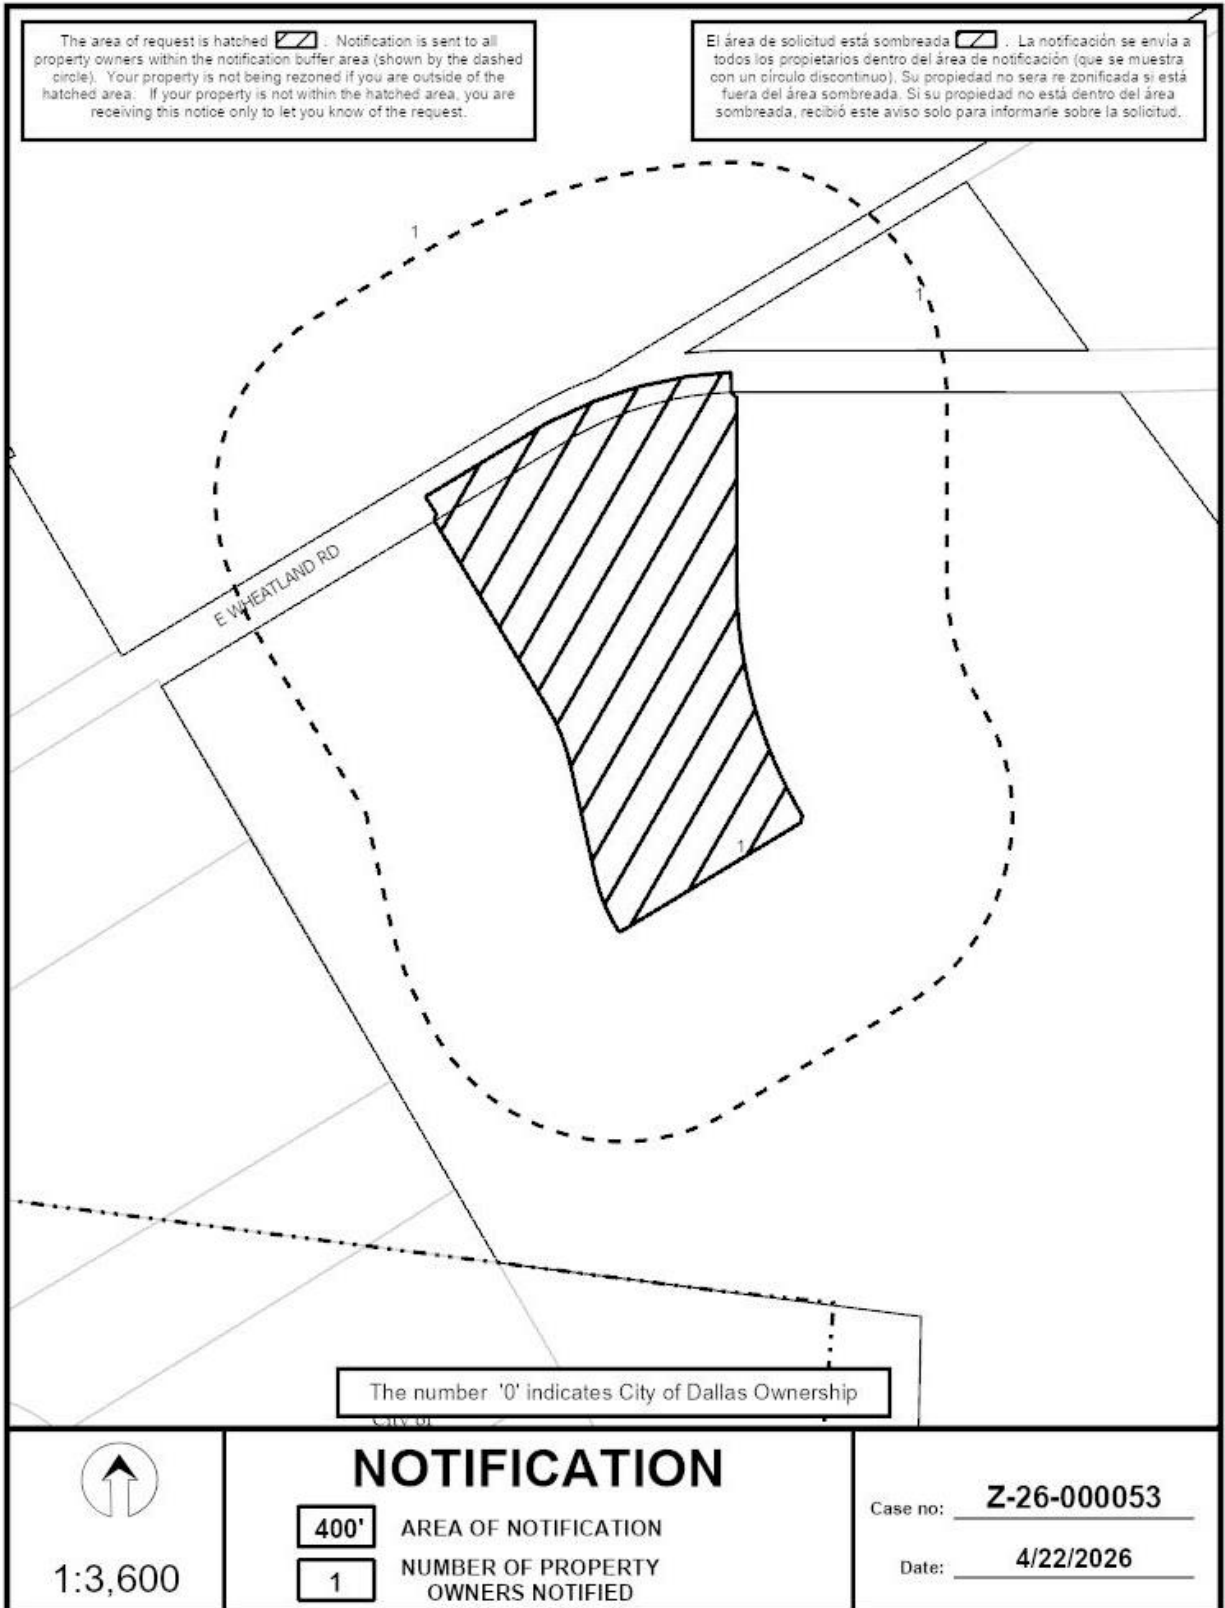 The area of request is hatched . Notification is sent to all
property owners within the notification buffer area (shown by the dashed
circle). Your property is not being rezoned if you are outside of the
hatched area. If your property is not within the hatched area, you are
receiving this notice only to let you know of the request.
El área de solicitud está sombreada . La notificación se envía a
todos los propietarios dentro del área de notificación (que se muestra
con un círculo discontinuo). Su propiedad no sera re zonificada si está
fuera del área sombreada. Si su propiedad no está dentro del área
sombreada, recibió este aviso solo para informarle sobre la solicitud.
1
1
E WHEATLAND RD
1
The number '0' indicates City of Dallas Ownership
City of
1:3,600
NOTIFICATION
400' AREA OF NOTIFICATION
1 NUMBER OF PROPERTY
OWNERS NOTIFIED
Case no: Z-26-000053
Date: 4/22/2026